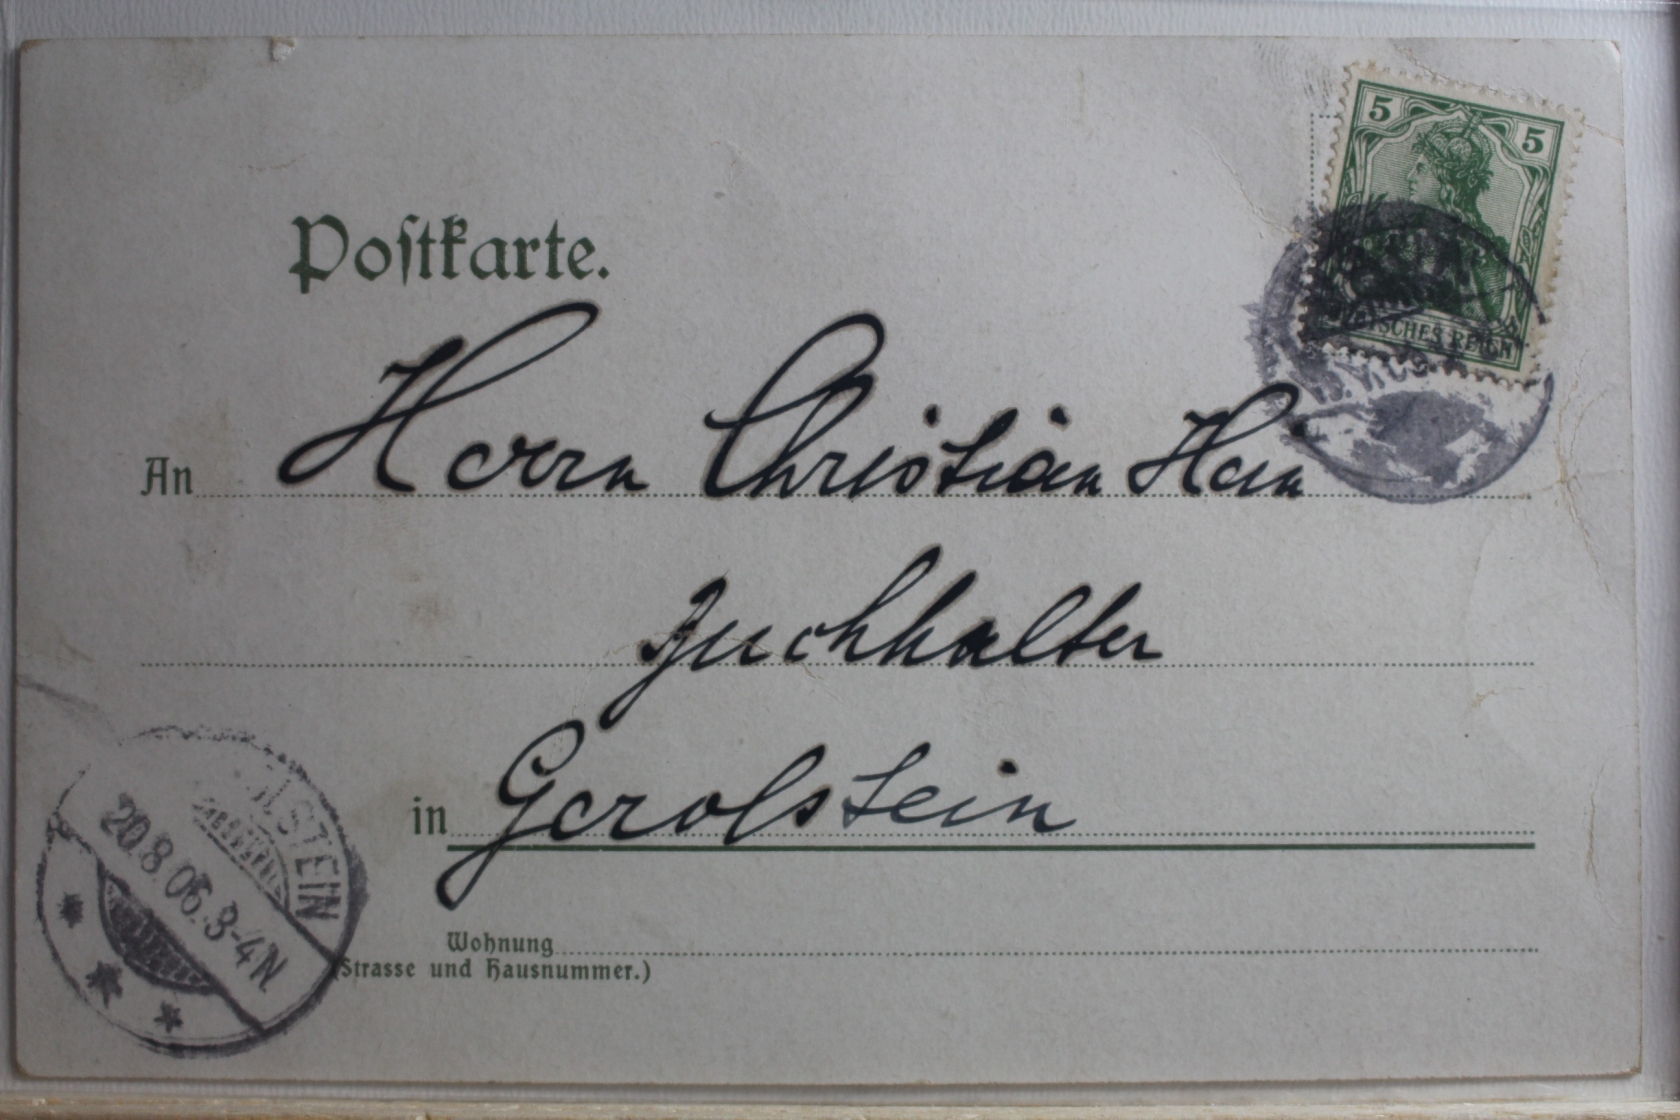 5 5
DEUTSCHES REICH
Postkarte.
An Herrn Christian Hein
Buchhalter
in Gerolstein
LSTEIN
20.8.06.3-4N
Wohnung
(Strasse und Hausnummer.)